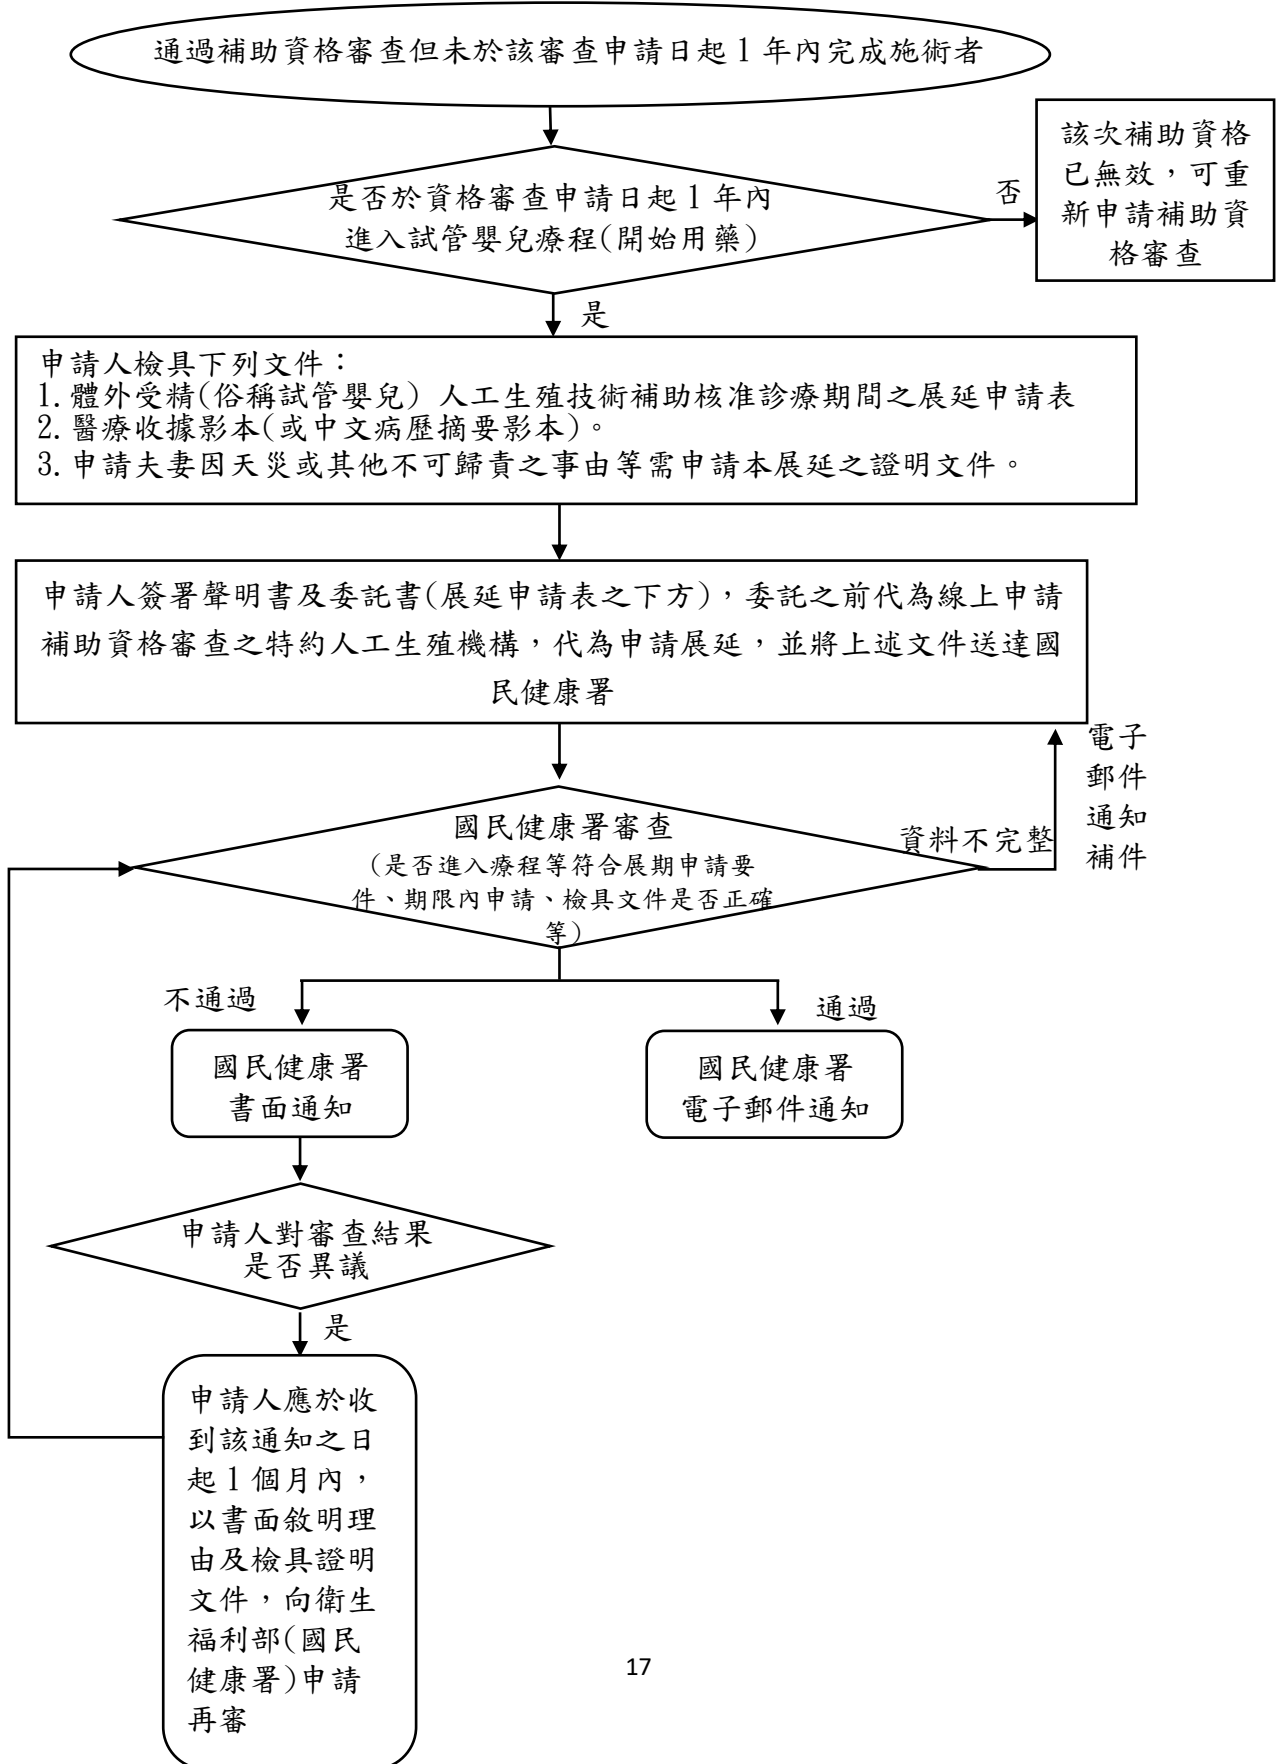 通過補助資格審查但未於該審查申請日起1年內完成施術者
是否於資格審查申請日起1年內
進入試管嬰兒療程(開始用藥)
否
該次補助資格
已無效，可重
新申請補助資
格審查
是
申請人檢具下列文件：
1.體外受精(俗稱試管嬰兒) 人工生殖技術補助核准診療期間之展延申請表
2.醫療收據影本(或中文病歷摘要影本)。
3.申請夫妻因天災或其他不可歸責之事由等需申請本展延之證明文件。
申請人簽署聲明書及委託書(展延申請表之下方)，委託之前代為線上申請
補助資格審查之特約人工生殖機構，代為申請展延，並將上述文件送達國
民健康署
電子
郵件
通知
補件
資料不完整
國民健康署審查
(是否進入療程等符合展期申請要
件、期限內申請、檢具文件是否正確
等)
不通過
通過
國民健康署
書面通知
國民健康署
電子郵件通知
申請人對審查結果
是否異議
是
申請人應於收
到該通知之日
起1個月內，
以書面敘明理
由及檢具證明
文件，向衛生
福利部(國民
健康署)申請
再審
17